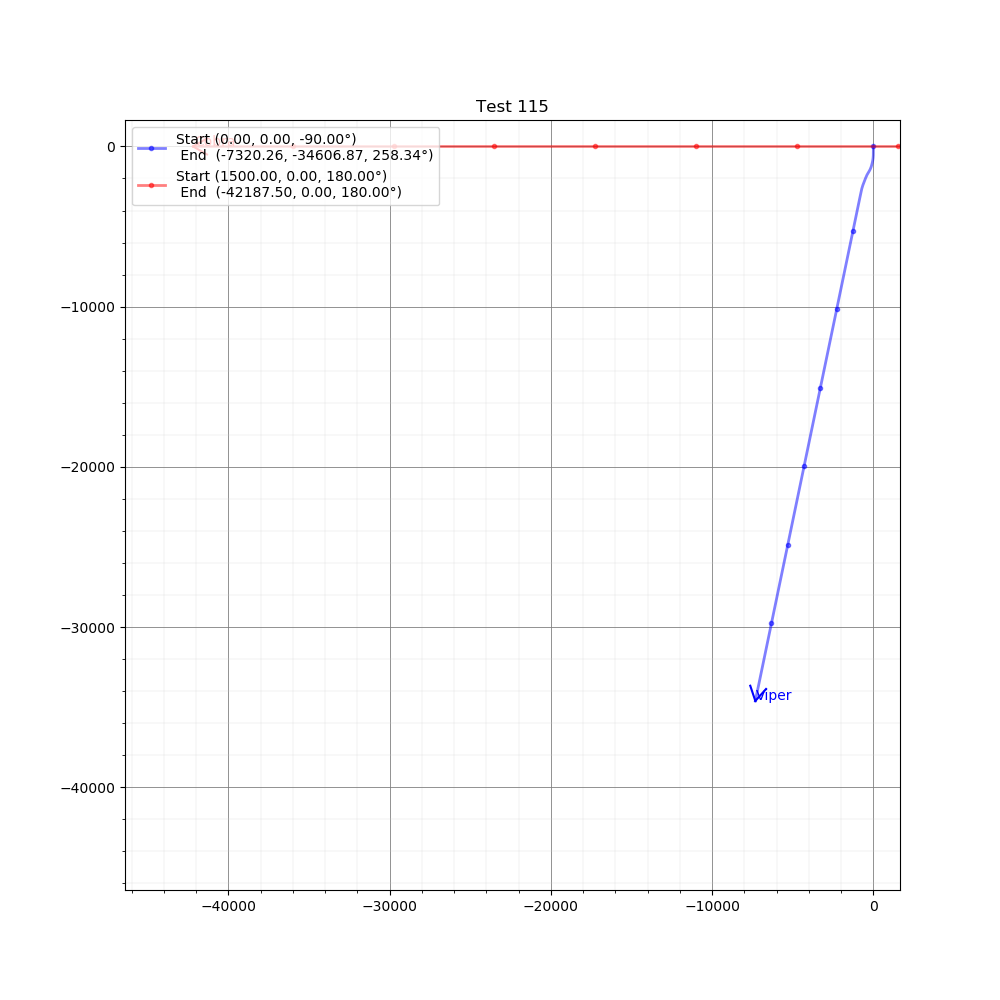 Test 115
Start (0.00, 0.00, -90.00°)
End (-7320.26, -34606.87, 258.34°)
Start (1500.00, 0.00, 180.00°)
End (-42187.50, 0.00, 180.00°)
0
−10000
−20000
−30000
−40000
Viper
−40000
−30000
−20000
−10000
0